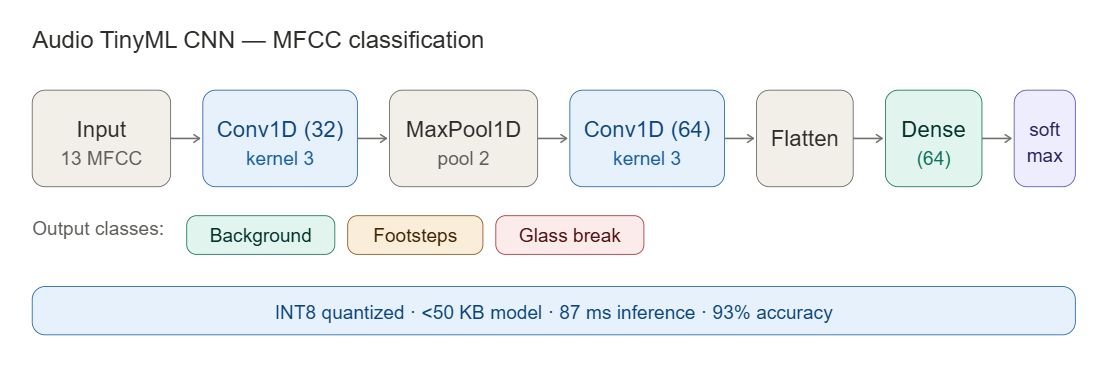 Audio TinyML CNN — MFCC classification
Input
13 MFCC
Conv1D (32)
kernel 3
MaxPool1D
pool 2
Conv1D (64)
kernel 3
Flatten
Dense
(64)
soft
max
Output classes:
Background
Footsteps
Glass break
INT8 quantized · <50 KB model · 87 ms inference · 93% accuracy